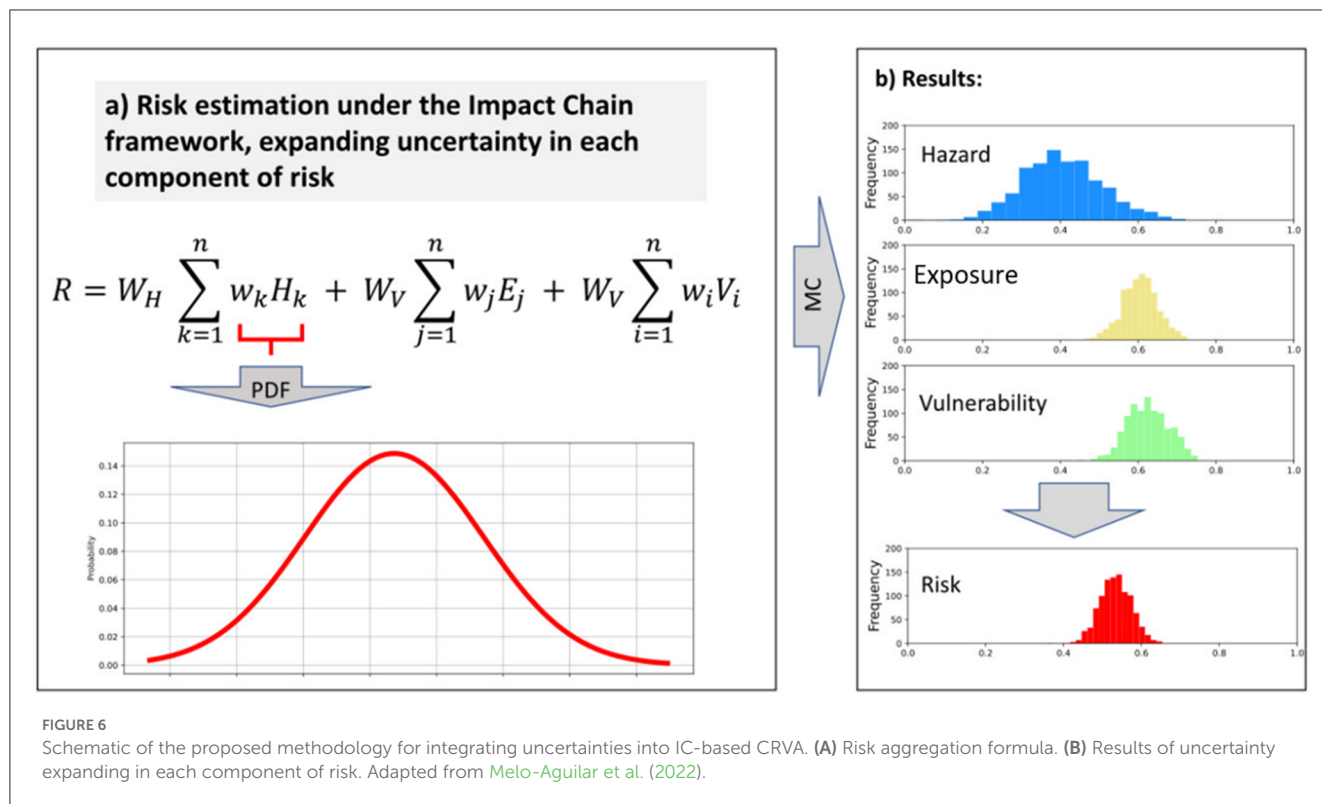 a) Risk estimation under the Impact Chain
framework, expanding uncertainty in each
component of risk
R = W_H \sum_{k=1}^{n} w_k H_k + W_V \sum_{j=1}^{n} w_j E_j + W_V \sum_{i=1}^{n} w_i V_i
PDF
Probability
0.14
0.12
0.10
0.08
0.06
0.04
0.02
0.00
MC
b) Results:
Frequency
200
150
100
50
0
Hazard
0.0 0.2 0.4 0.6 0.8 1.0
Frequency
200
150
100
50
0
Exposure
0.0 0.2 0.4 0.6 0.8 1.0
Frequency
200
150
100
50
0
Vulnerability
0.0 0.2 0.4 0.6 0.8 1.0
Frequency
200
150
100
50
0
Risk
0.0 0.2 0.4 0.6 0.8 1.0
FIGURE 6
Schematic of the proposed methodology for integrating uncertainties into IC-based CRVA. (A) Risk aggregation formula. (B) Results of uncertainty
expanding in each component of risk. Adapted from Melo-Aguilar et al. (2022).